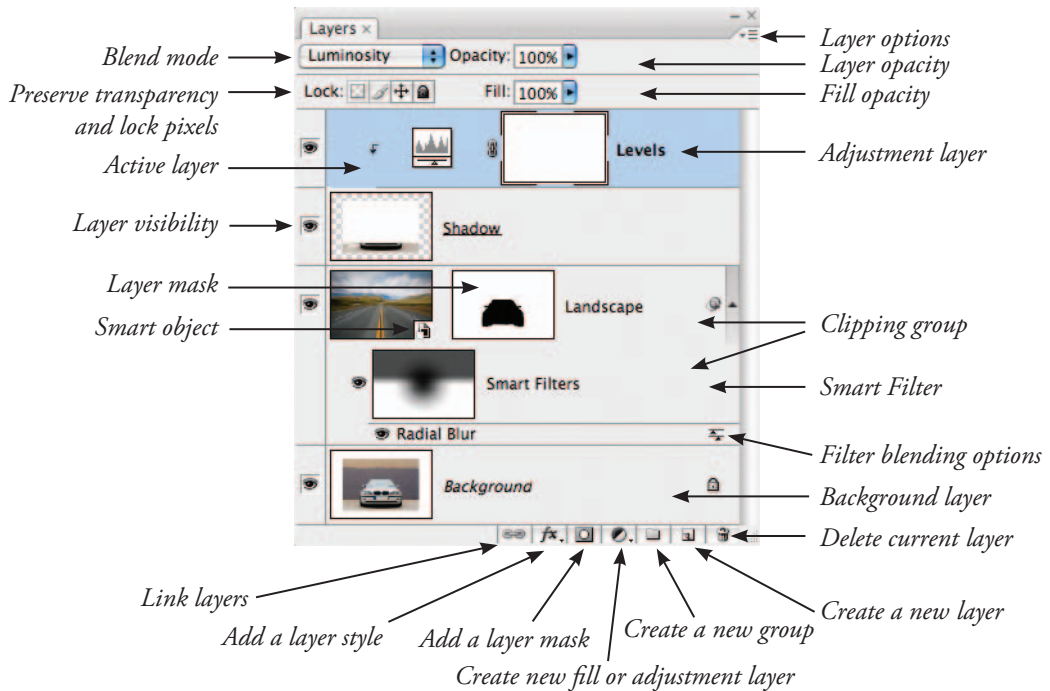 Layers ×
Blend mode
Luminosity
Opacity: 100%
Layer options
Layer opacity
Preserve transparency
and lock pixels
Lock:
Fill: 100%
Fill opacity
Active layer
Levels
Adjustment layer
Layer visibility
Shadow
Layer mask
Smart object
Landscape
Clipping group
Smart Filters
Smart Filter
Radial Blur
Filter blending options
Background
Background layer
fx
Delete current layer
Link layers
Add a layer style
Add a layer mask
Create new fill or adjustment layer
Create a new group
Create a new layer